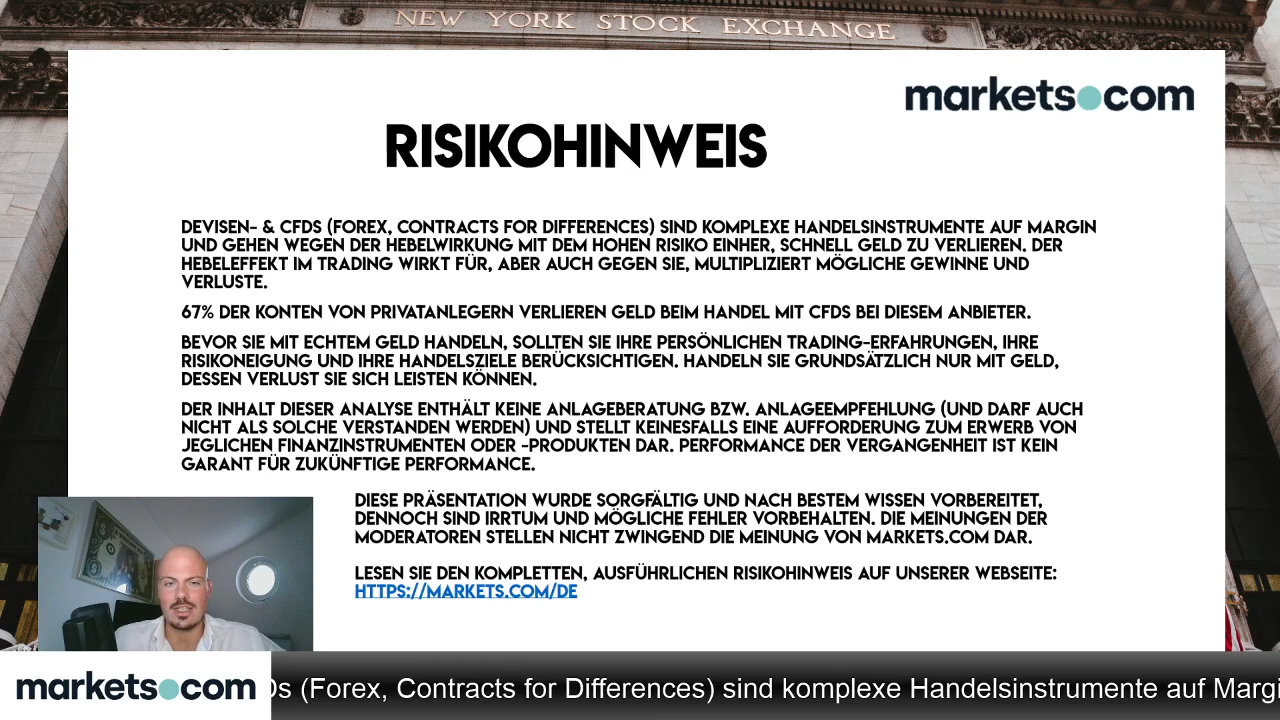 NEW YORK STOCK EXCHANGE
markets.com
RISIKOHINWEIS
DEVISEN- & CFDS (FOREX, CONTRACTS FOR DIFFERENCES) SIND KOMPLEXE HANDELSINSTRUMENTE AUF MARGIN
UND GEHEN WEGEN DER HEBELWIRKUNG MIT DEM HOHEN RISIKO EINHER, SCHNELL GELD ZU VERLIEREN. DER
HEBELEFFEKT IM TRADING WIRKT FÜR, ABER AUCH GEGEN SIE, MULTIPLIZIERT MÖGLICHE GEWINNE UND
VERLUSTE.
67% DER KONTEN VON PRIVATANLEGERN VERLIEREN GELD BEIM HANDEL MIT CFDS BEI DIESEM ANBIETER.
BEVOR SIE MIT ECHTEM GELD HANDELN, SOLLTEN SIE IHRE PERSÖNLICHEN TRADING-ERFAHRUNGEN, IHRE
RISIKONEIGUNG UND IHRE HANDELSZIELE BERÜCKSICHTIGEN. HANDELN SIE GRUNDSÄTZLICH NUR MIT GELD,
DESSEN VERLUST SIE SICH LEISTEN KÖNNEN.
DER INHALT DIESER ANALYSE ENTHÄLT KEINE ANLAGEBERATUNG BZW. ANLAGEEMPFEHLUNG (UND DARF AUCH
NICHT ALS SOLCHE VERSTANDEN WERDEN) UND STELLT KEINESFALLS EINE AUFFORDERUNG ZUM ERWERB VON
JEGLICHEN FINANZINSTRUMENTEN ODER -PRODUKTEN DAR. PERFORMANCE DER VERGANGENHEIT IST KEIN
GARANT FÜR ZUKÜNFTIGE PERFORMANCE.
DIESE PRÄSENTATION WURDE SORGFÄLTIG UND NACH BESTEM WISSEN VORBEREITET,
DENNOCH SIND IRRTUM UND MÖGLICHE FEHLER VORBEHALTEN. DIE MEINUNGEN DER
MODERATOREN STELLEN NICHT ZWINGEND DIE MEINUNG VON MARKETS.COM DAR.
LESEN SIE DEN KOMPLETTEN, AUSFÜHRLICHEN RISIKOHINWEIS AUF UNSERER WEBSEITE:
HTTPS://MARKETS.COM/DE
markets.com
Ds (Forex, Contracts for Differences) sind komplexe Handelsinstrumente auf Margi